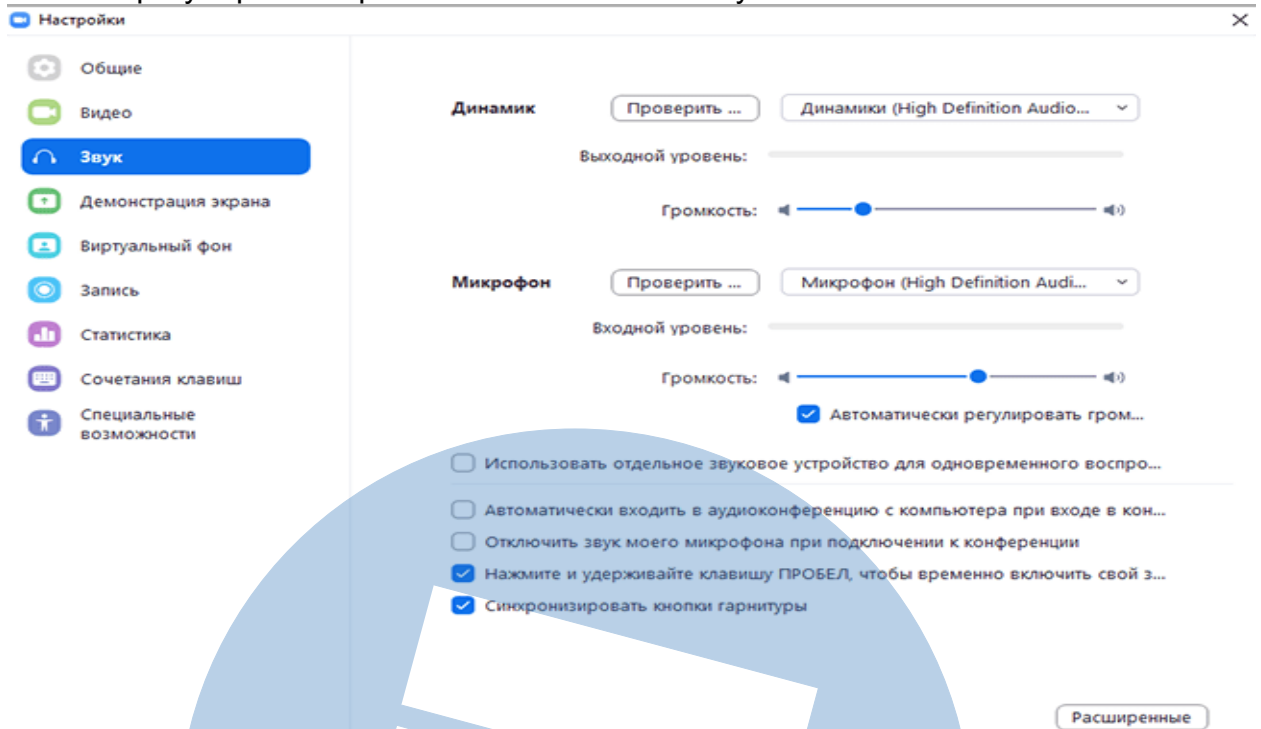 Настройки
Общие
Видео
Звук
Демонстрация экрана
Виртуальный фон
Запись
Статистика
Сочетания клавиш
Специальные
возможности
Динамик Проверить ... Динамики (High Definition Audio...
Выходной уровень:
Громкость:
Микрофон Проверить ... Микрофон (High Definition Audi...
Входной уровень:
Громкость:
Автоматически регулировать гром...
Использовать отдельное звуковое устройство для одновременного воспро...
Автоматически входить в аудиоконференцию с компьютера при входе в кон...
Отключить звук моего микрофона при подключении к конференции
Нажмите и удерживайте клавишу ПРОБЕЛ, чтобы временно включить свой з...
Синхронизировать кнопки гарнитуры
Расширенные